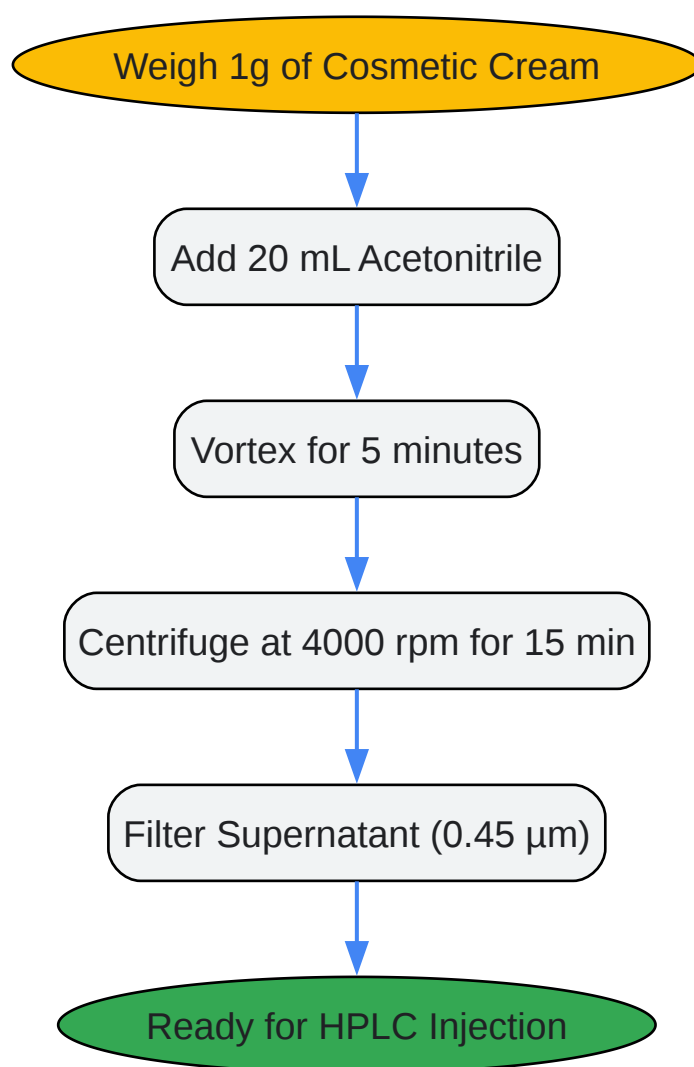 Weigh 1g of Cosmetic Cream
Add 20 mL Acetonitrile
Vortex for 5 minutes
Centrifuge at 4000 rpm for 15 min
Filter Supernatant (0.45 µm)
Ready for HPLC Injection